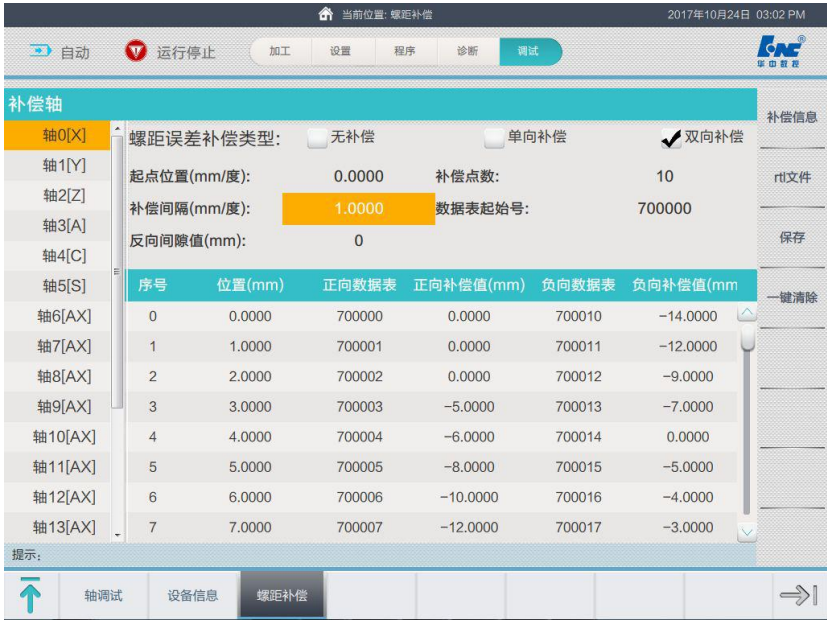 当前位置: 螺距补偿
2017年10月24日 03:02 PM
自动
运行停止
加工
设置
程序
诊断
调试
华中数控
补偿轴
轴0[X]
轴1[Y]
轴2[Z]
轴3[A]
轴4[C]
轴5[S]
轴6[AX]
轴7[AX]
轴8[AX]
轴9[AX]
轴10[AX]
轴11[AX]
轴12[AX]
轴13[AX]
螺距误差补偿类型: 无补偿 单向补偿 双向补偿
起点位置(mm/度): 0.0000 补偿点数: 10
补偿间隔(mm/度): 1.0000 数据表起始号: 700000
反向间隙值(mm): 0
序号 位置(mm) 正向数据表 正向补偿值(mm) 负向数据表 负向补偿值(mm
0 0.0000 700000 0.0000 700010 -14.0000
1 1.0000 700001 0.0000 700011 -12.0000
2 2.0000 700002 0.0000 700012 -9.0000
3 3.0000 700003 -5.0000 700013 -7.0000
4 4.0000 700004 -6.0000 700014 0.0000
5 5.0000 700005 -8.0000 700015 -5.0000
6 6.0000 700006 -10.0000 700016 -4.0000
7 7.0000 700007 -12.0000 700017 -3.0000
补偿信息
rtl文件
保存
一键清除
提示:
轴调试
设备信息
螺距补偿